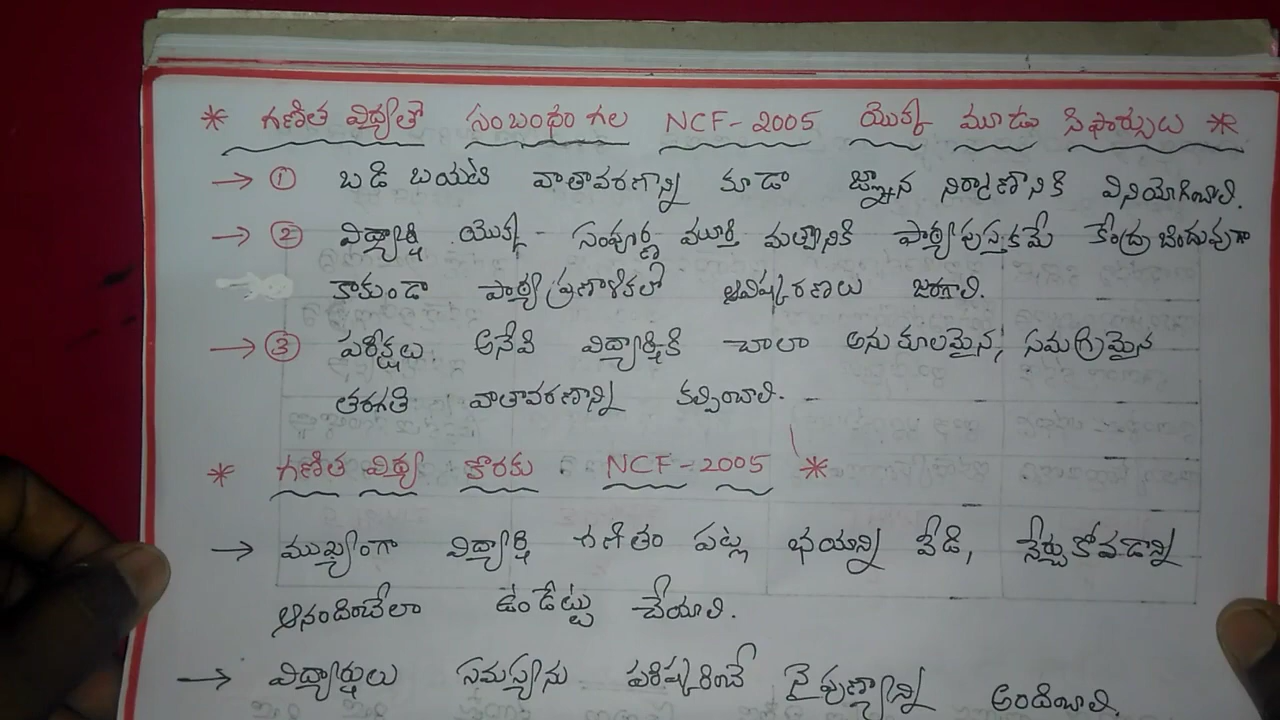 * గణిత విద్యతో సంబంధం గల NCF-2005 యొక్క మూడు సిఫార్సులు *
→ ① బడి బయటి వాతావరణాన్ని కూడా జ్ఞాన నిర్మాణానికి వినియోగించాలి.
→ ② విద్యార్థి యొక్క సంపూర్ణ మూర్తి మత్వానికి పాఠ్యపుస్తకమే కేంద్ర బిందువుగా
కాకుండా పాఠ్య ప్రణాళికలో ఆవిష్కరణలు జరగాలి.
→ ③ పరీక్షలు అనేవి విద్యార్థికి చాలా అనుకూలమైన, సమగ్రమైన
తరగతి వాతావరణాన్ని కల్పించాలి.
* గణిత విద్య కొరకు NCF-2005 *
→ ముఖ్యంగా విద్యార్థి గణితం పట్ల భయాన్ని వీడి, నేర్చుకోవడాన్ని
ఆనందించేలా ఉండేట్టు చేయాలి.
→ విద్యార్థులు సమస్యను పరిష్కరించే నైపుణ్యాన్ని అందించాలి.